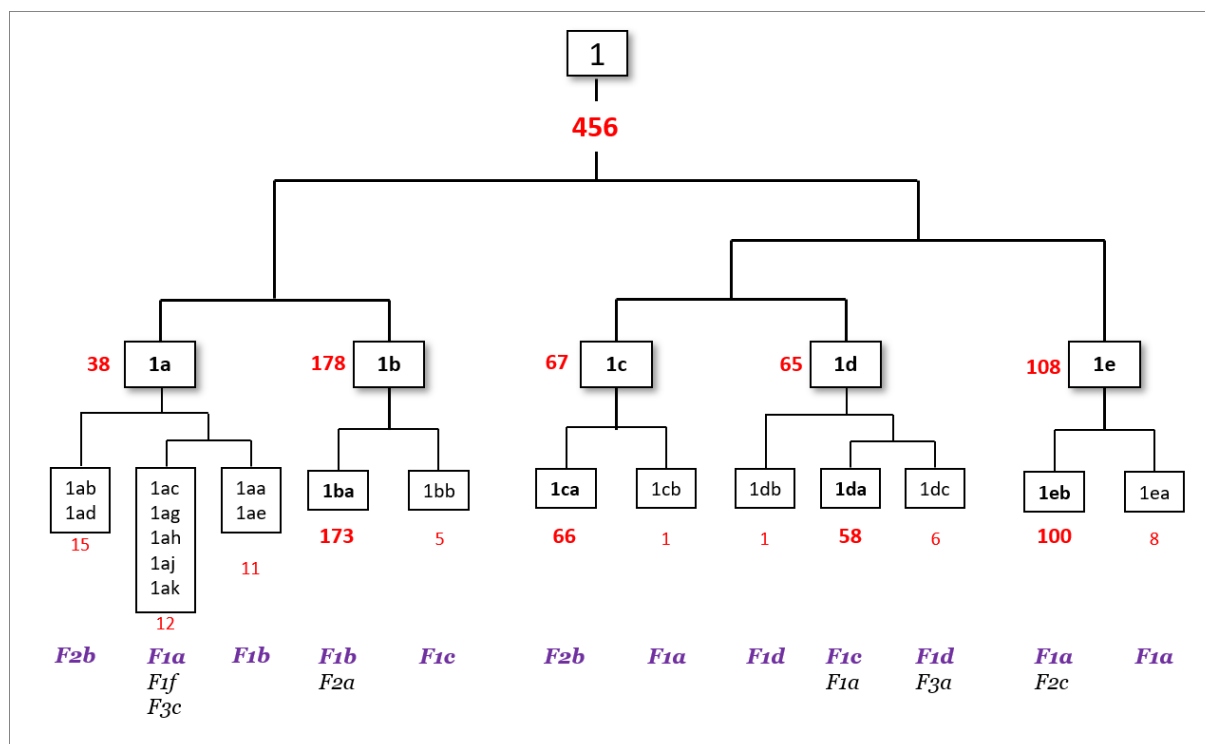 1
456
38 1a 178 1b 67 1c 65 1d 108 1e
1ab 1ac 1aa 1ba 1bb 1ca 1cb 1db 1da 1dc 1eb 1ea
1ad 1ag 1ae
1ah
1aj
1ak
15 11 173 5 66 1 1 58 6 100 8
12
F2b F1a F1b F1b F1c F2b F1a F1d F1c F1d F1a F1a
F1f F2a F1a F3a F2c
F3c